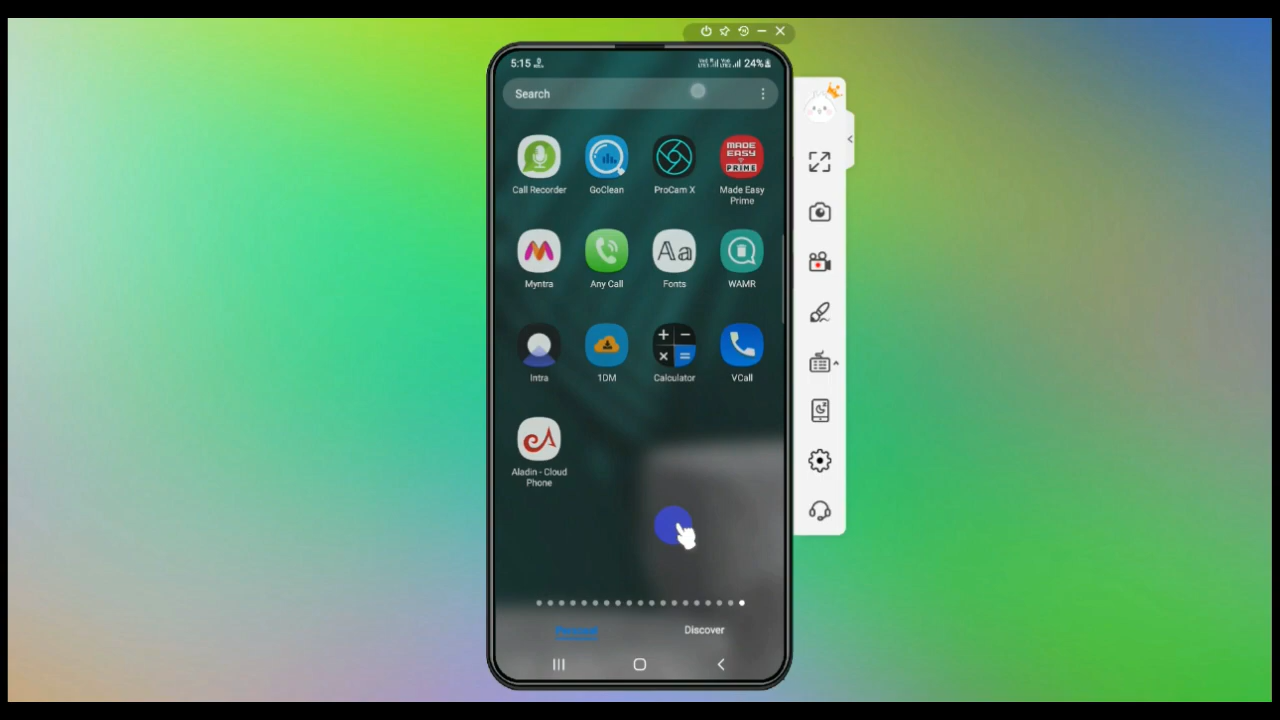 5:15
24%
Search
MADE EASY PRIME
Call Recorder
GoClean
ProCam X
Made Easy Prime
Aa
Myntra
Any Call
Fonts
WAMR
Intra
1DM
Calculator
VCall
Aladin - Cloud Phone
Discover